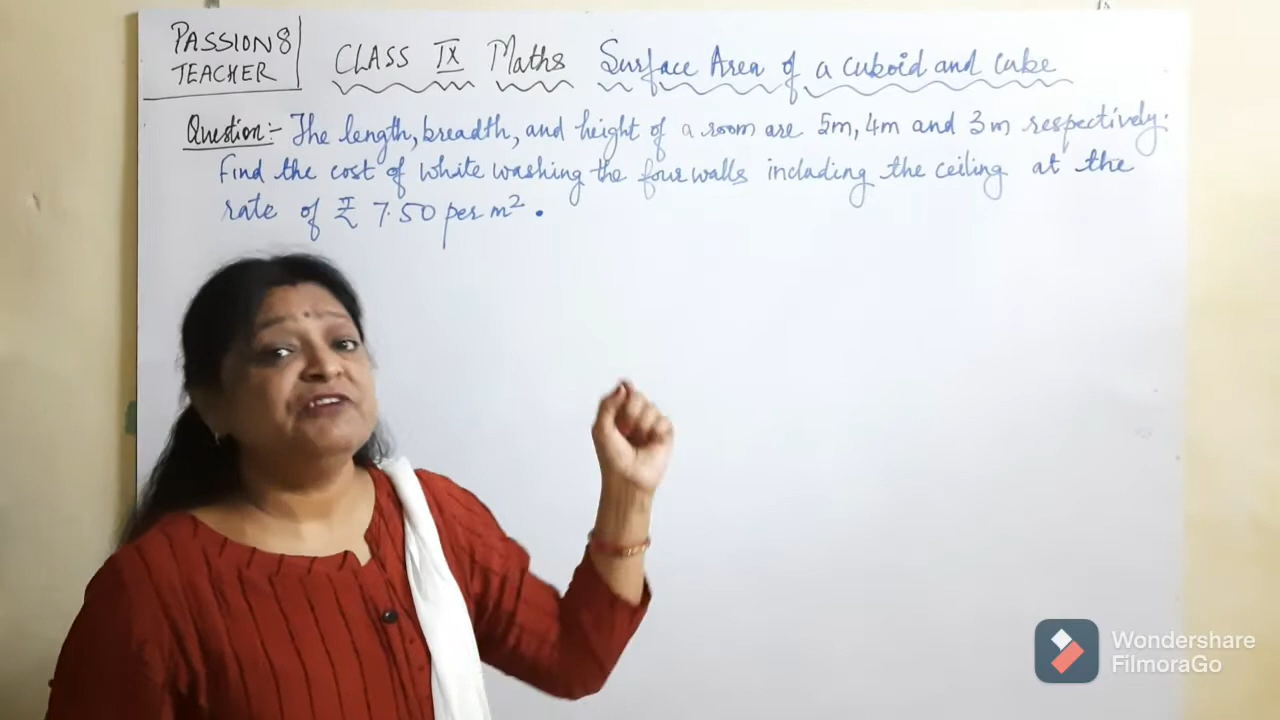 PASSION8
TEACHER
CLASS IX Maths Surface Area of a cuboid and cube
Question:- The length, breadth, and height of a room are 5m, 4m and 3m respectively.
Find the cost of white washing the four walls including the ceiling at the
rate of ₹ 7.50 per m².
Wondershare
FilmoraGo